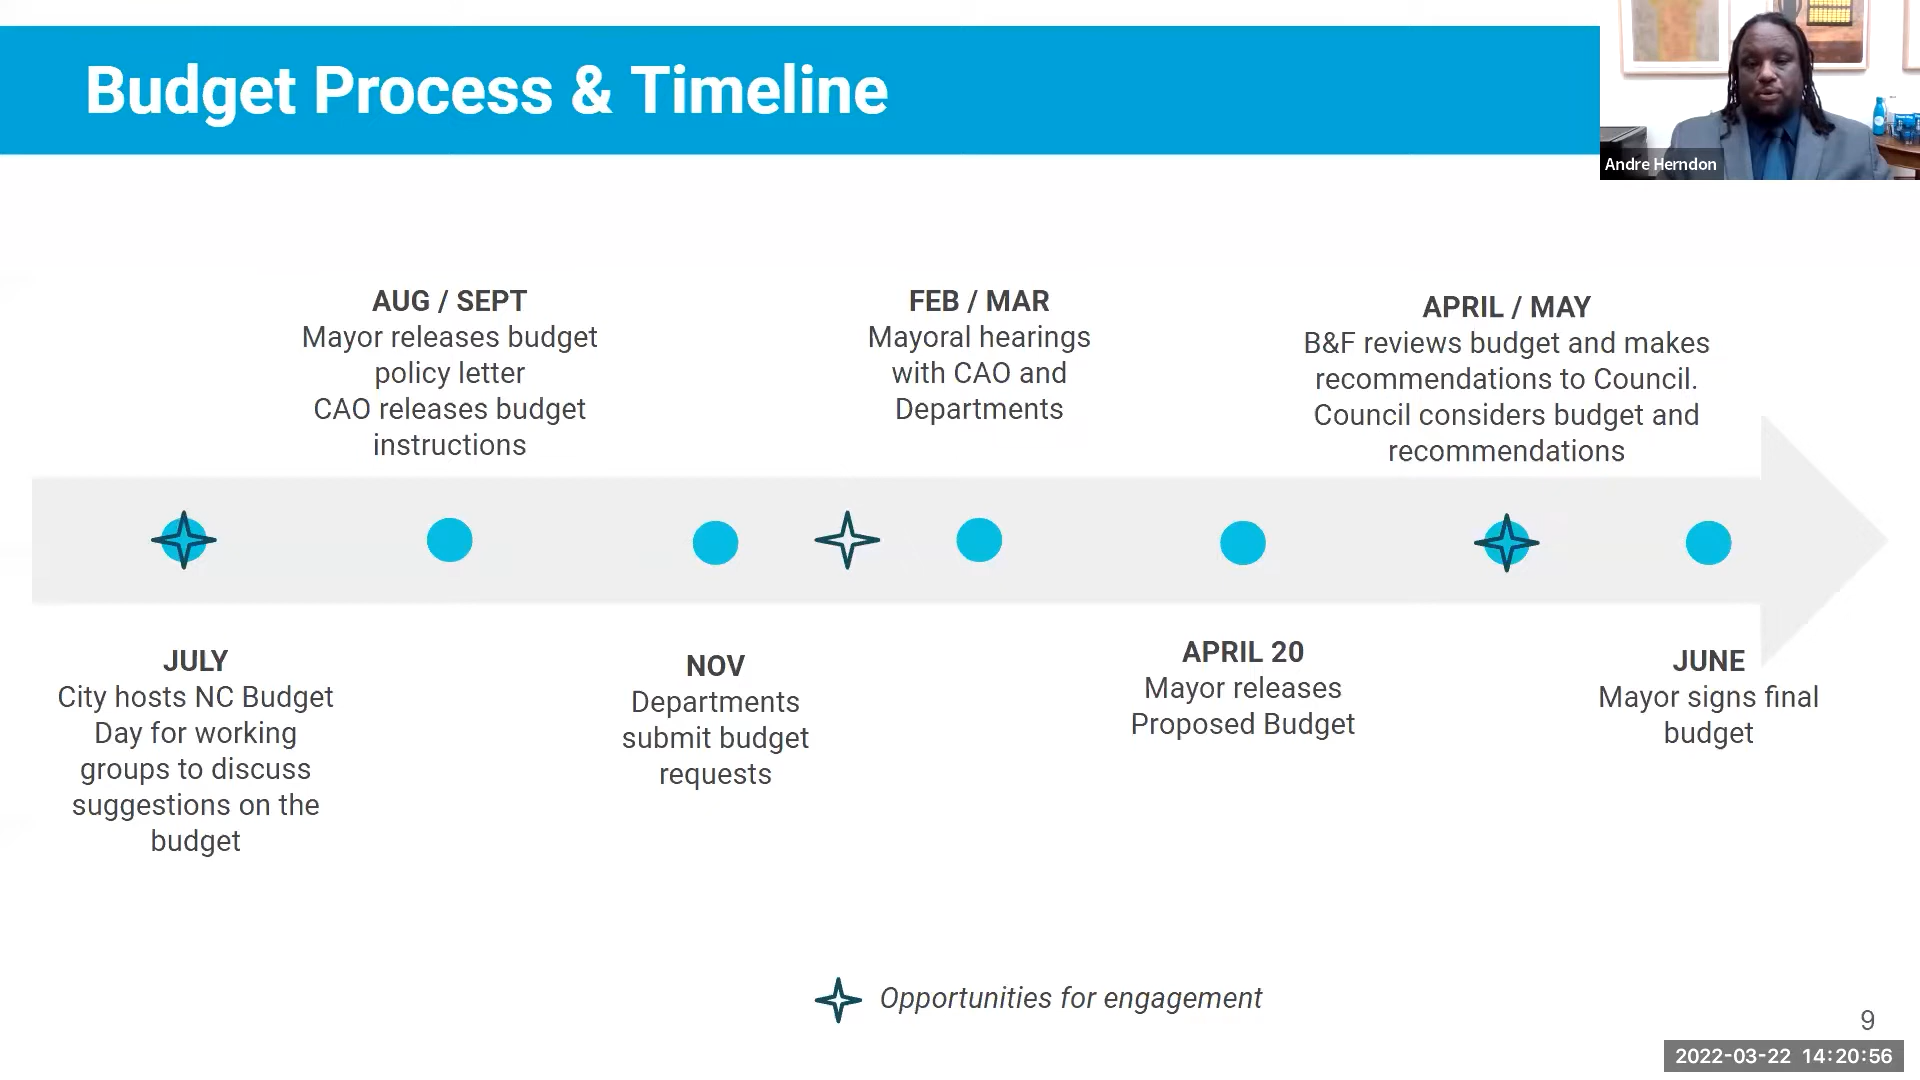 Budget Process & Timeline
Andre Herndon
AUG / SEPT
Mayor releases budget
policy letter
CAO releases budget
instructions
FEB / MAR
Mayoral hearings
with CAO and
Departments
APRIL / MAY
B&F reviews budget and makes
recommendations to Council.
Council considers budget and
recommendations
JULY
City hosts NC Budget
Day for working
groups to discuss
suggestions on the
budget
NOV
Departments
submit budget
requests
APRIL 20
Mayor releases
Proposed Budget
JUNE
Mayor signs final
budget
Opportunities for engagement
9
2022-03-22 14:20:56